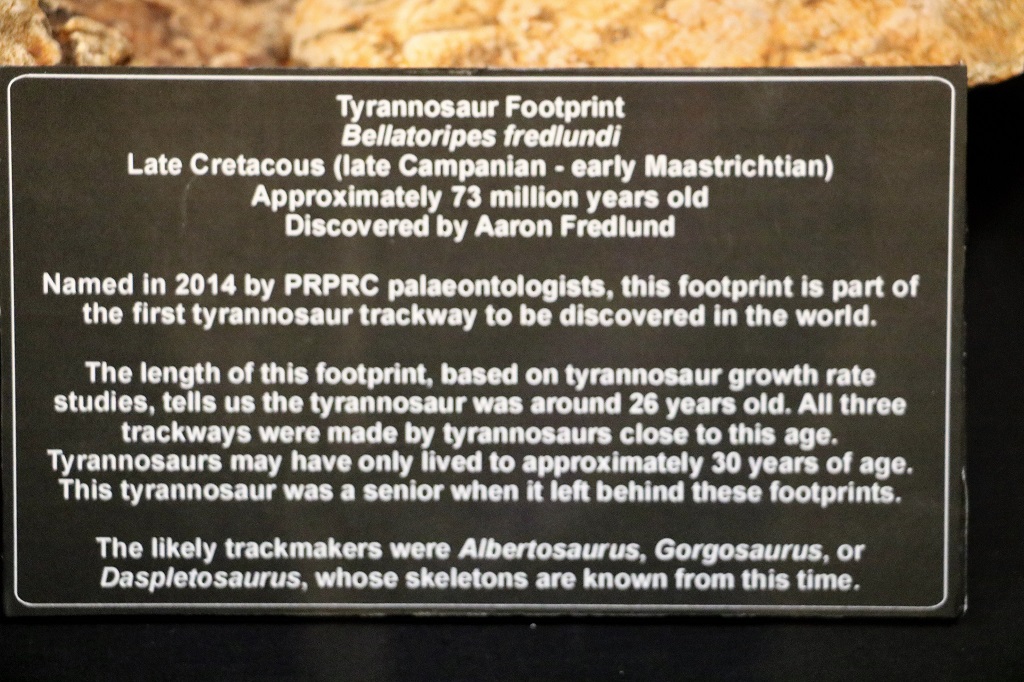 Tyrannosaur Footprint
Bellatoripes fredlundi
Late Cretacous (late Campanian - early Maastrichtian)
Approximately 73 million years old
Discovered by Aaron Fredlund
Named in 2014 by PRPRC palaeontologists, this footprint is part of
the first tyrannosaur trackway to be discovered in the world.
The length of this footprint, based on tyrannosaur growth rate
studies, tells us the tyrannosaur was around 26 years old. All three
trackways were made by tyrannosaurs close to this age.
Tyrannosaurs may have only lived to approximately 30 years of age.
This tyrannosaur was a senior when it left behind these footprints.
The likely trackmakers were Albertosaurus, Gorgosaurus, or
Daspletosaurus, whose skeletons are known from this time.